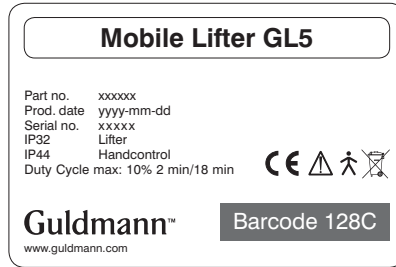 Mobile Lifter GL5
Part no. xxxxxx
Prod. date yyyy-mm-dd
Serial no. xxxxx
IP32 Lifter
IP44 Handcontrol
Duty Cycle max: 10% 2 min/18 min
CE
Guldmann™
Barcode 128C
www.guldmann.com